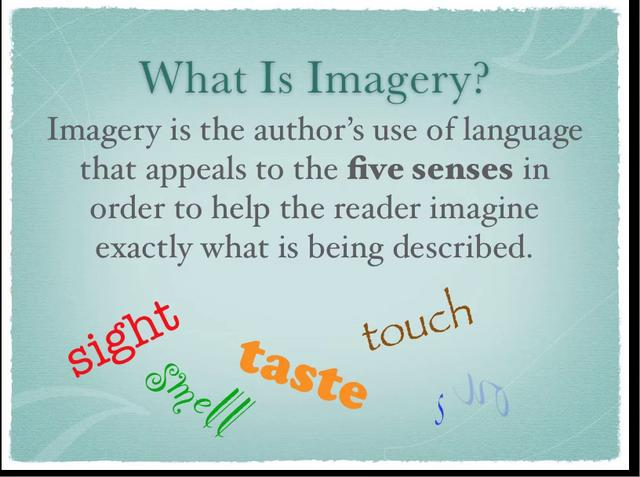 What Is Imagery?
Imagery is the author's use of language
that appeals to the five senses in
order to help the reader imagine
exactly what is being described.
sight
touch
taste
smell